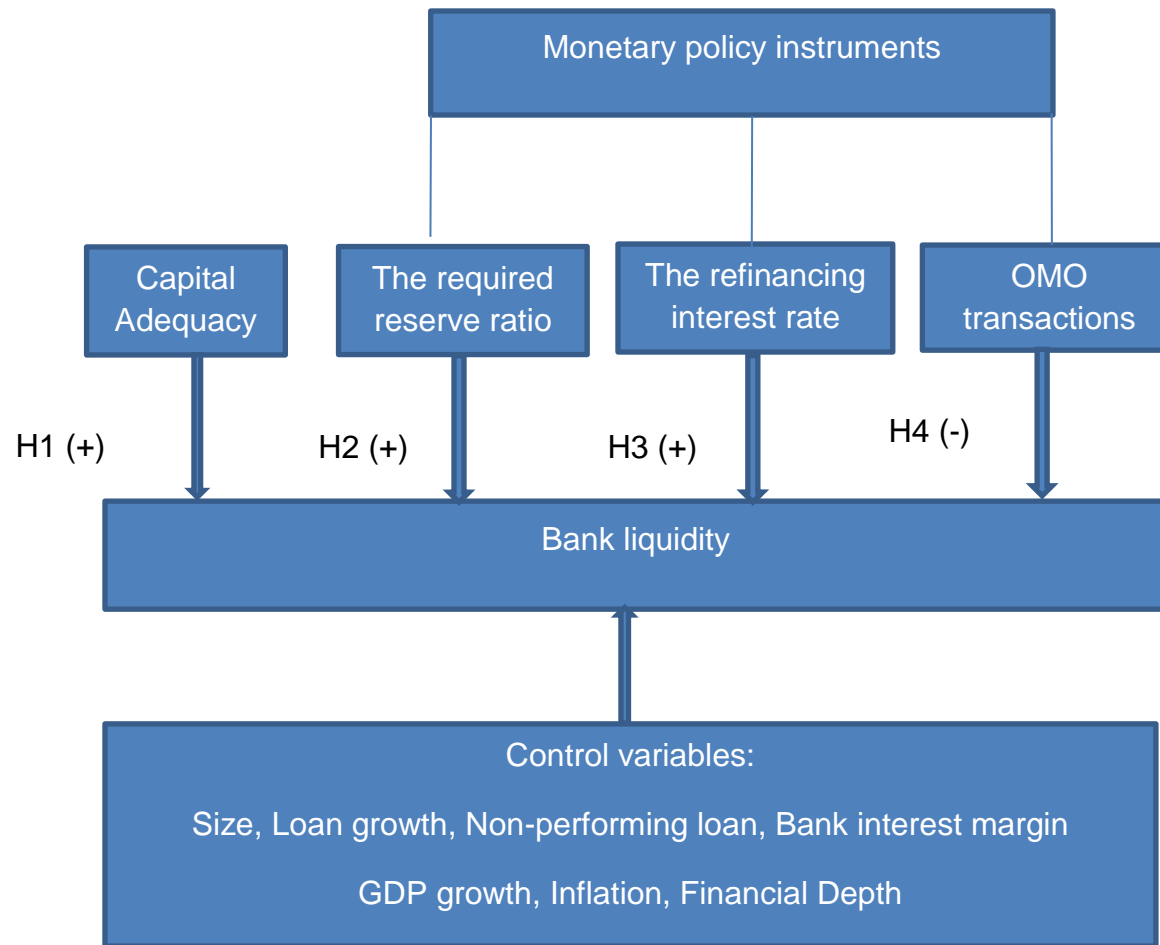 Monetary policy instruments
Capital
Adequacy
The required
reserve ratio
The refinancing
interest rate
OMO
transactions
H1 (+)
H2 (+)
H3 (+)
H4 (-)
Bank liquidity
Control variables:
Size, Loan growth, Non-performing loan, Bank interest margin
GDP growth, Inflation, Financial Depth